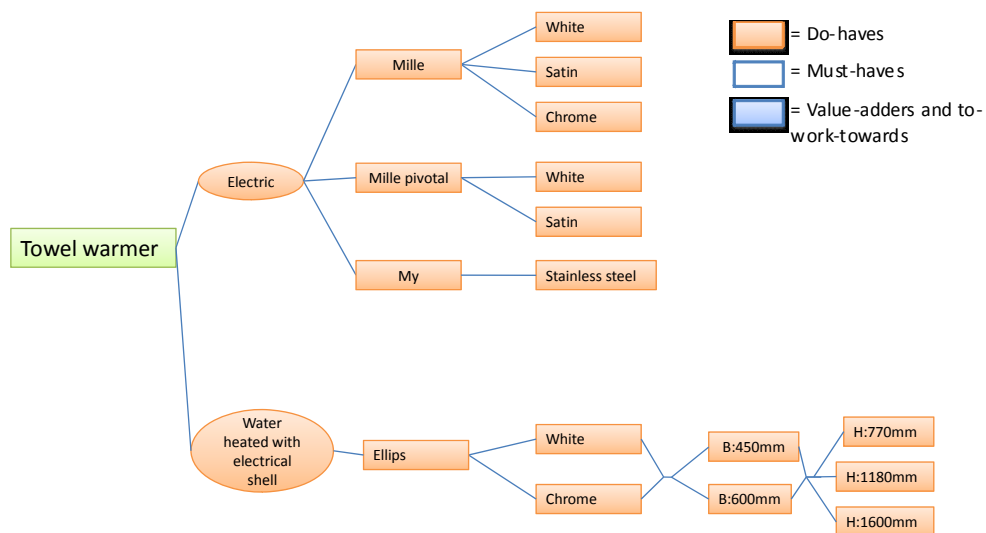 Towel warmer
Electric
Mille
White
Satin
Chrome
Mille pivotal
White
Satin
My
Stainless steel
Water
heated with
electrical
shell
Ellips
White
Chrome
B:450mm
B:600mm
H:770mm
H:1180mm
H:1600mm
= Do-haves
= Must-haves
= Value-adders and to-
work-towards